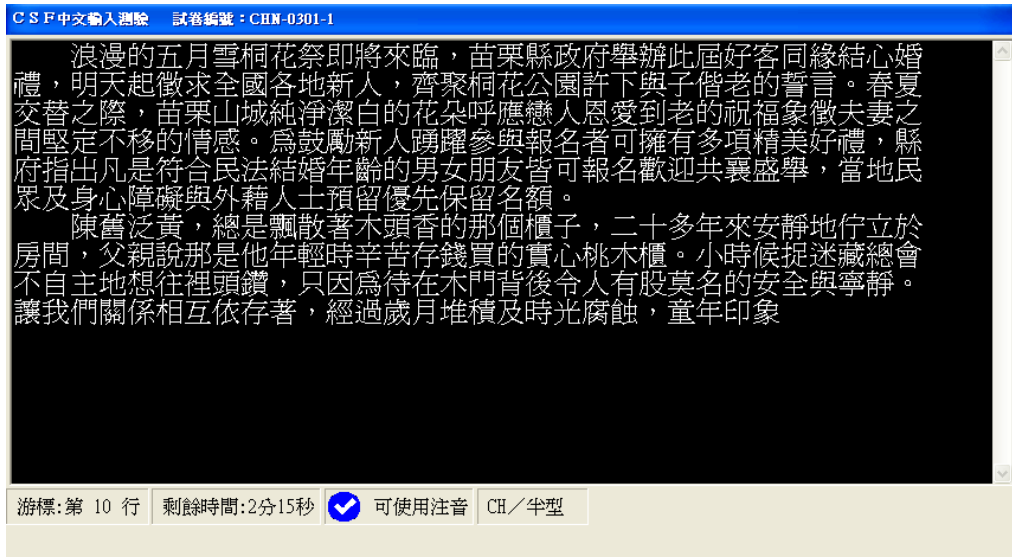 CSF中文輸入測驗　試卷編號：CHN-0301-1
　　浪漫的五月雪桐花祭即將來臨，苗栗縣政府舉辦此屆好客同緣結心婚
禮，明天起徵求全國各地新人，齊聚桐花公園許下與子偕老的誓言。春夏
交替之際，苗栗山城純淨潔白的花朵呼應戀人恩愛到老的祝福象徵夫妻之
間堅定不移的情感。為鼓勵新人踴躍參與報名者可擁有多項精美好禮，縣
府指出凡是符合民法結婚年齡的男女朋友皆可報名歡迎共襄盛舉，當地民
眾及身心障礙與外藉人士預留優先保留名額。
　　陳舊泛黃，總是飄散著木頭香的那個櫃子，二十多年來安靜地佇立於
房間，父親說那是他年輕時辛苦存錢買的實心桃木櫃。小時候捉迷藏總會
不自主地想往裡頭鑽，只因為待在木門背後令人有股莫名的安全與寧靜。
讓我們關係相互依存著，經過歲月堆積及時光腐蝕，童年印象
游標:第 10 行　剩餘時間:2分15秒　可使用注音　CH／半型